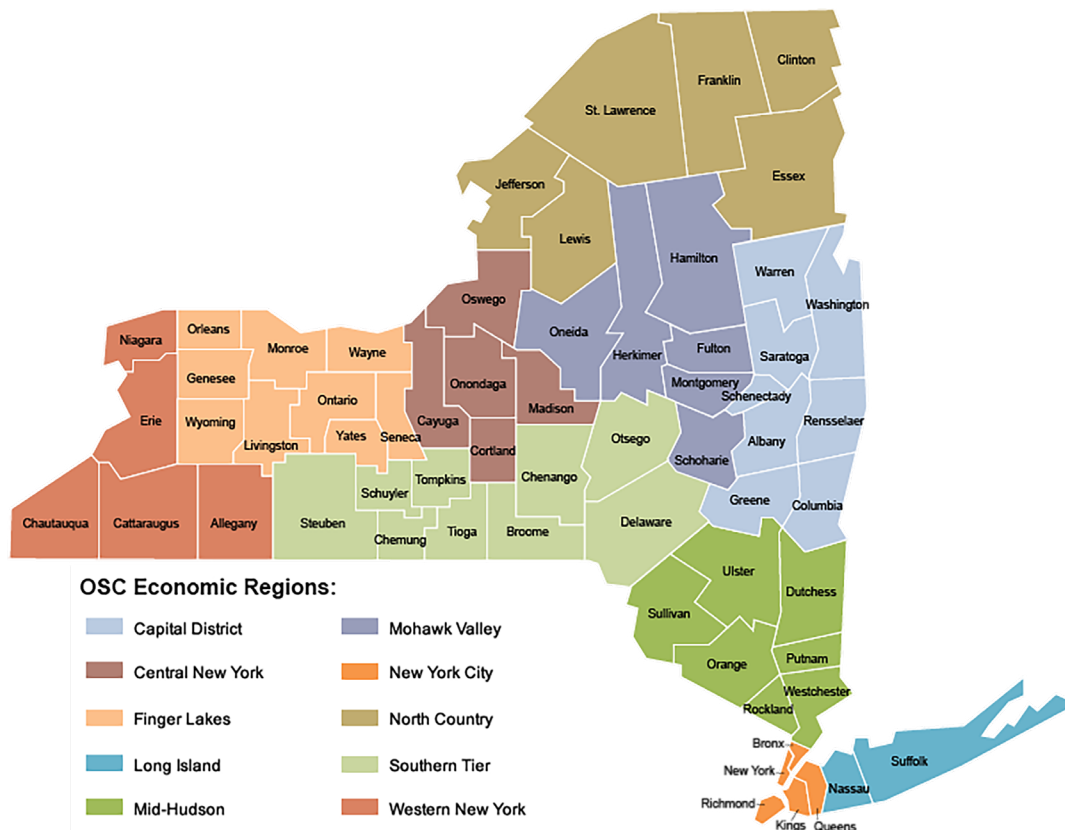 Clinton
Franklin
St. Lawrence
Essex
Jefferson
Lewis
Hamilton
Warren
Washington
Oswego
Oneida
Herkimer
Fulton
Saratoga
Niagara
Orleans
Monroe
Wayne
Genesee
Onondaga
Montgomery
Schenectady
Ontario
Madison
Cayuga
Erie
Wyoming
Livingston
Yates
Seneca
Cortland
Otsego
Schoharie
Albany
Rensselaer
Tompkins
Chenango
Schuyler
Greene
Columbia
Chautauqua
Cattaraugus
Allegany
Steuben
Chemung
Tioga
Broome
Delaware
Ulster
Dutchess
Sullivan
Orange
Putnam
Westchester
Rockland
Bronx
New York
Richmond
Kings
Queens
Nassau
Suffolk
OSC Economic Regions:
Capital District
Central New York
Finger Lakes
Long Island
Mid-Hudson
Mohawk Valley
New York City
North Country
Southern Tier
Western New York